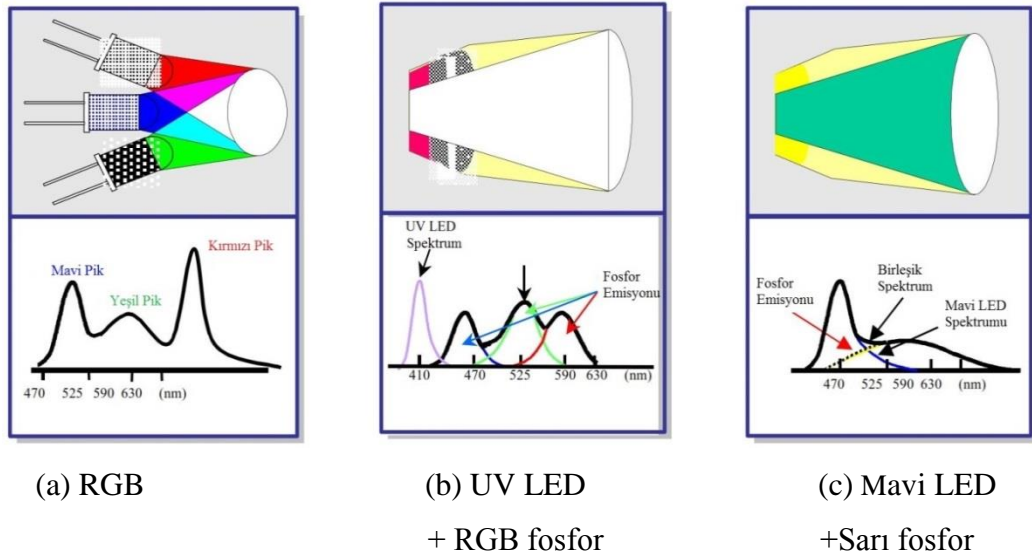 Mavi Pik
Yeşil Pik
Kırmızı Pik
470 525 590 630 (nm)
UV LED
Spektrum
Fosfor
Emisyonu
410 470 525 590 630 (nm)
Fosfor
Emisyonu
Birleşik
Spektrum
Mavi LED
Spektrumu
470 525 590 630 (nm)
(a) RGB
(b) UV LED
+ RGB fosfor
(c) Mavi LED
+Sarı fosfor